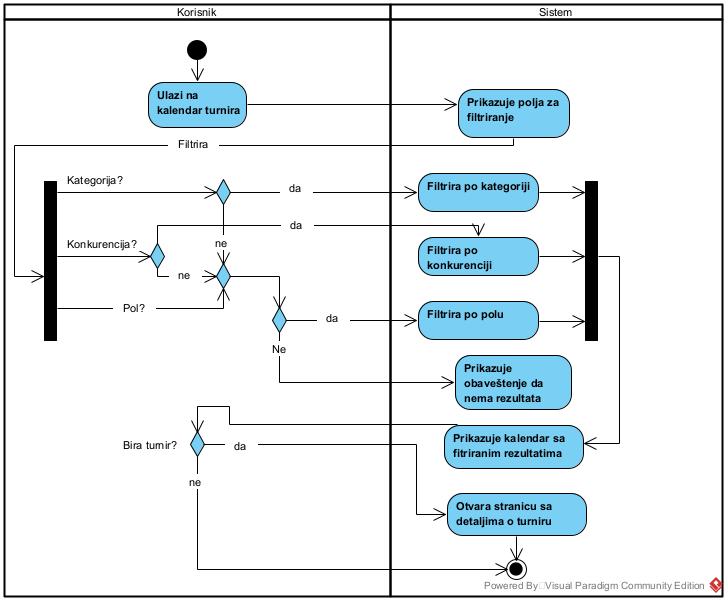 Korisnik
Sistem
Ulazi na
kalendar turnira
Prikazuje polja za
filtriranje
Filtrira
Kategorija?
da
Filtrira po kategoriji
Konkurencija?
da
ne
Filtrira po
konkurenciji
ne
Pol?
da
Filtrira po polu
Ne
Prikazuje
obaveštenje da
nema rezultata
Bira turnir?
da
Prikazuje kalendar sa
fitriranim rezultatima
ne
Otvara stranicu sa
detaljima o turniru
Powered By Visual Paradigm Community Edition